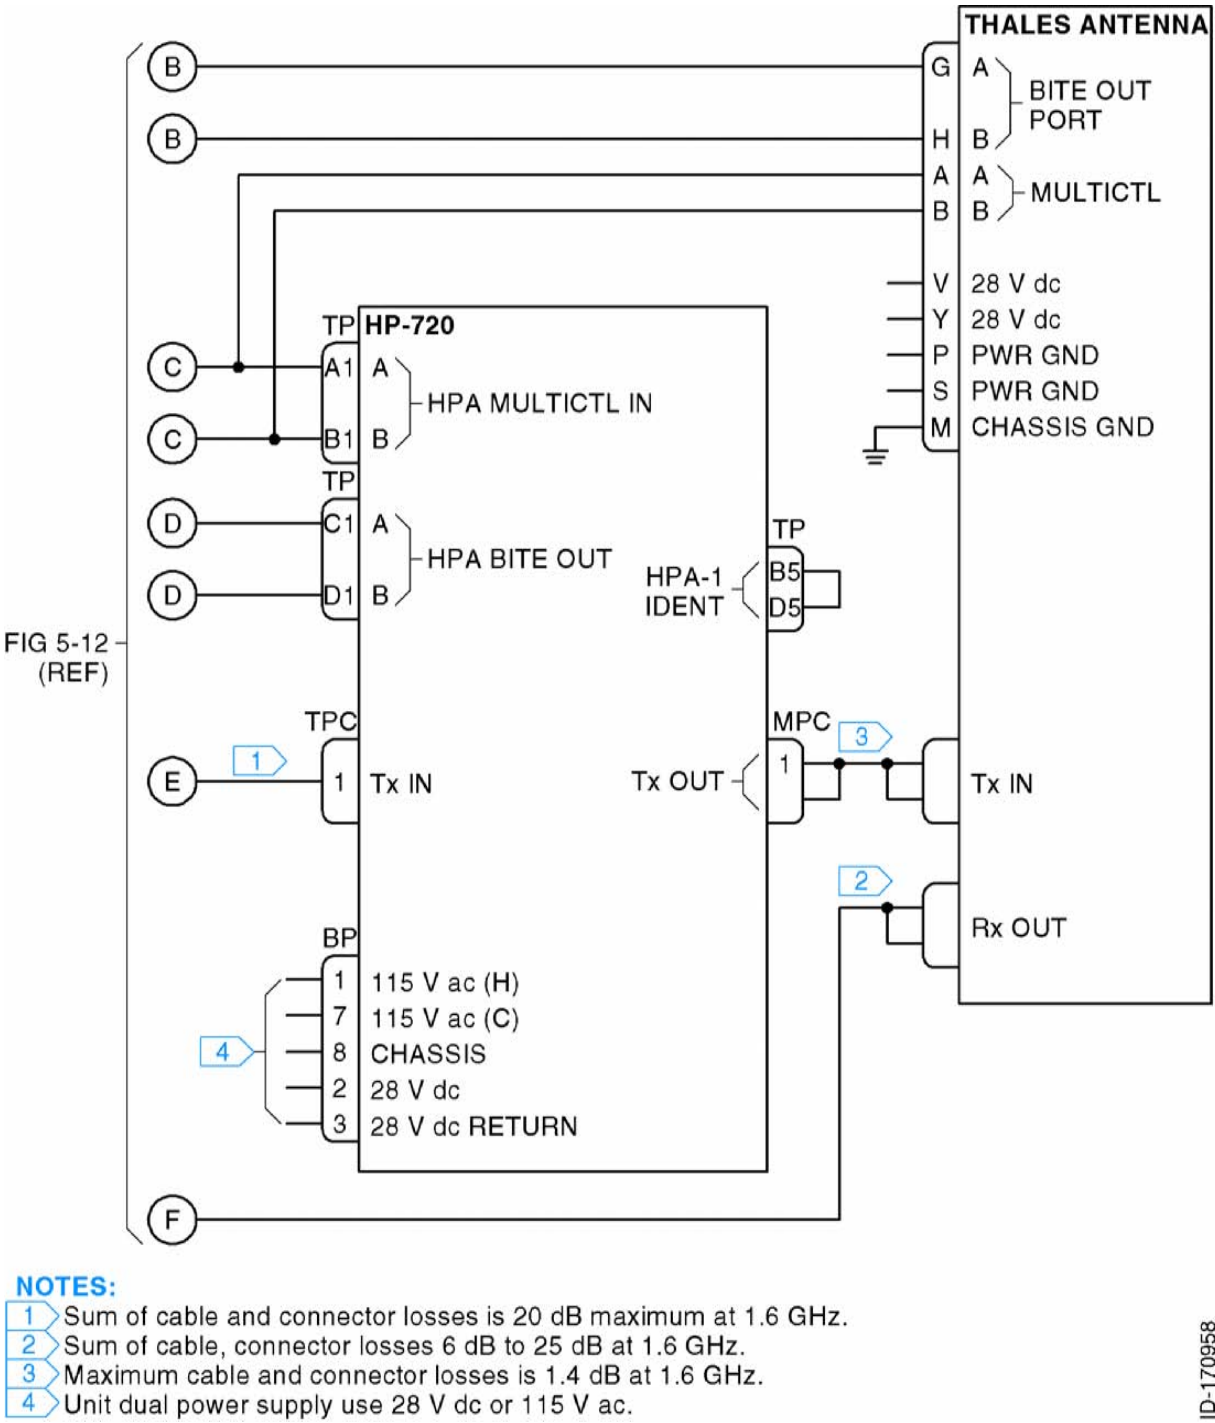 THALES ANTENNA
B
G
A
BITE OUT
PORT
B
H
B
A
A
MULTICTL
B
B
V
28 V dc
Y
28 V dc
TP
HP-720
P
PWR GND
C
A1
A
S
PWR GND
HPA MULTICTL IN
M
CHASSIS GND
C
B1
B
TP
D
C1
A
TP
HPA BITE OUT
HPA-1
IDENT
B5
D
D1
B
D5
FIG 5-12
(REF)
TPC
MPC
1
3
E
1
Tx IN
Tx OUT
1
Tx IN
2
Rx OUT
BP
1
115 V ac (H)
7
115 V ac (C)
4
8
CHASSIS
2
28 V dc
3
28 V dc RETURN
F
NOTES:
1 Sum of cable and connector losses is 20 dB maximum at 1.6 GHz.
2 Sum of cable, connector losses 6 dB to 25 dB at 1.6 GHz.
3 Maximum cable and connector losses is 1.4 dB at 1.6 GHz.
4 Unit dual power supply use 28 V dc or 115 V ac.
ID-170958